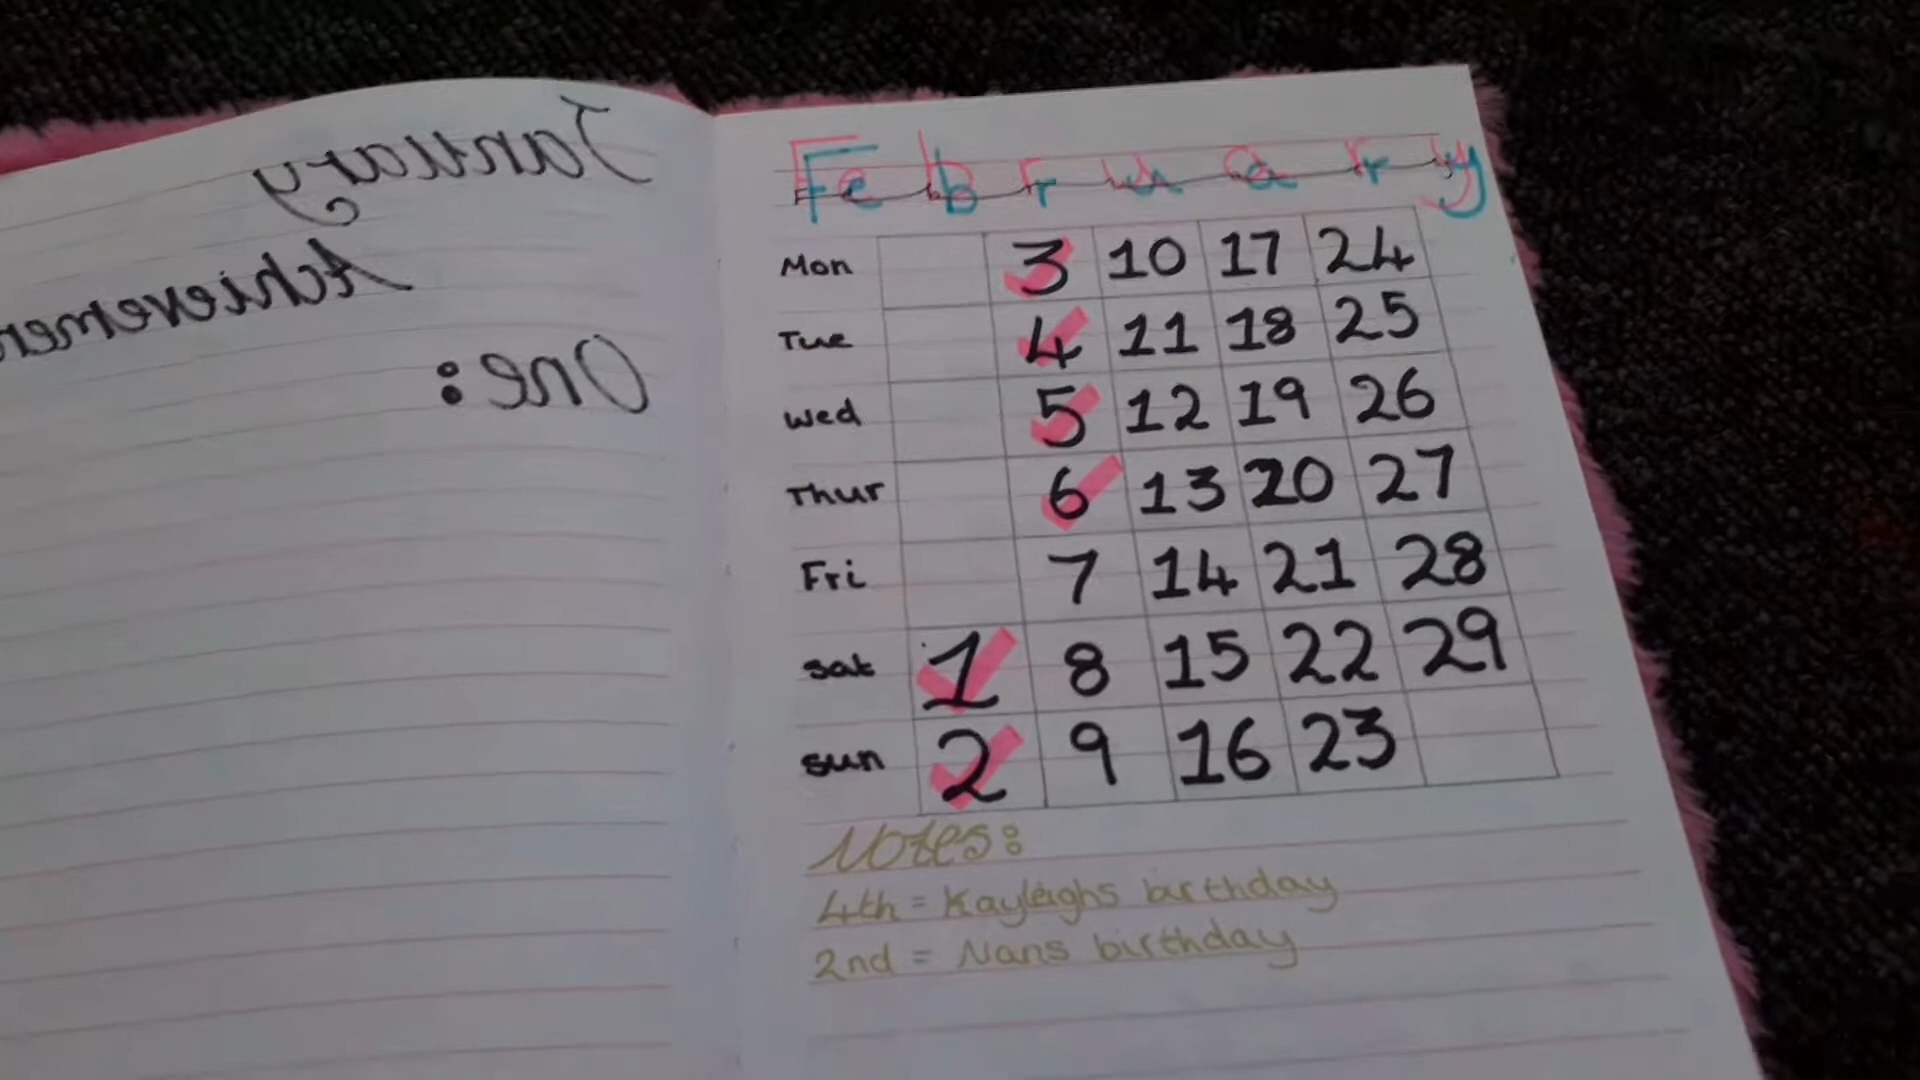 January
Achievemen
One:
February
Mon 3 10 17 24
Tue 4 11 18 25
Wed 5 12 19 26
Thur 6 13 20 27
Fri 7 14 21 28
Sat 1 8 15 22 29
Sun 2 9 16 23
Notes:
4th = Kayleighs birthday
2nd = Nans birthday